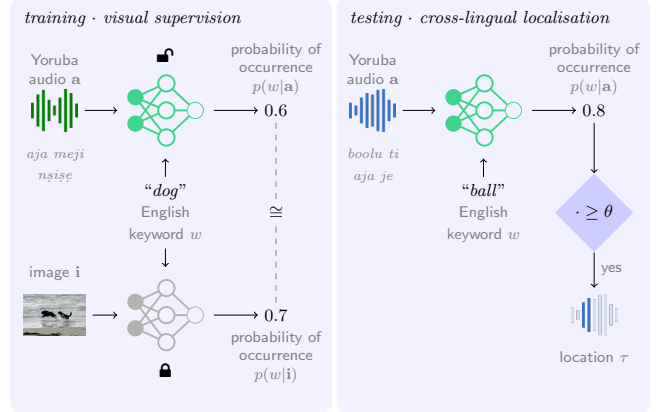 training · visual supervision
Yoruba
audio a
probability of
occurrence
p(w|a)
0.6
aja meji
nṣiṣẹ
"dog"
English
keyword w
≅
image i
0.7
probability of
occurrence
p(w|i)
testing · cross-lingual localisation
Yoruba
audio a
probability of
occurrence
p(w|a)
0.8
boolu ti
aja je
"ball"
English
keyword w
· ≥ θ
yes
location τ